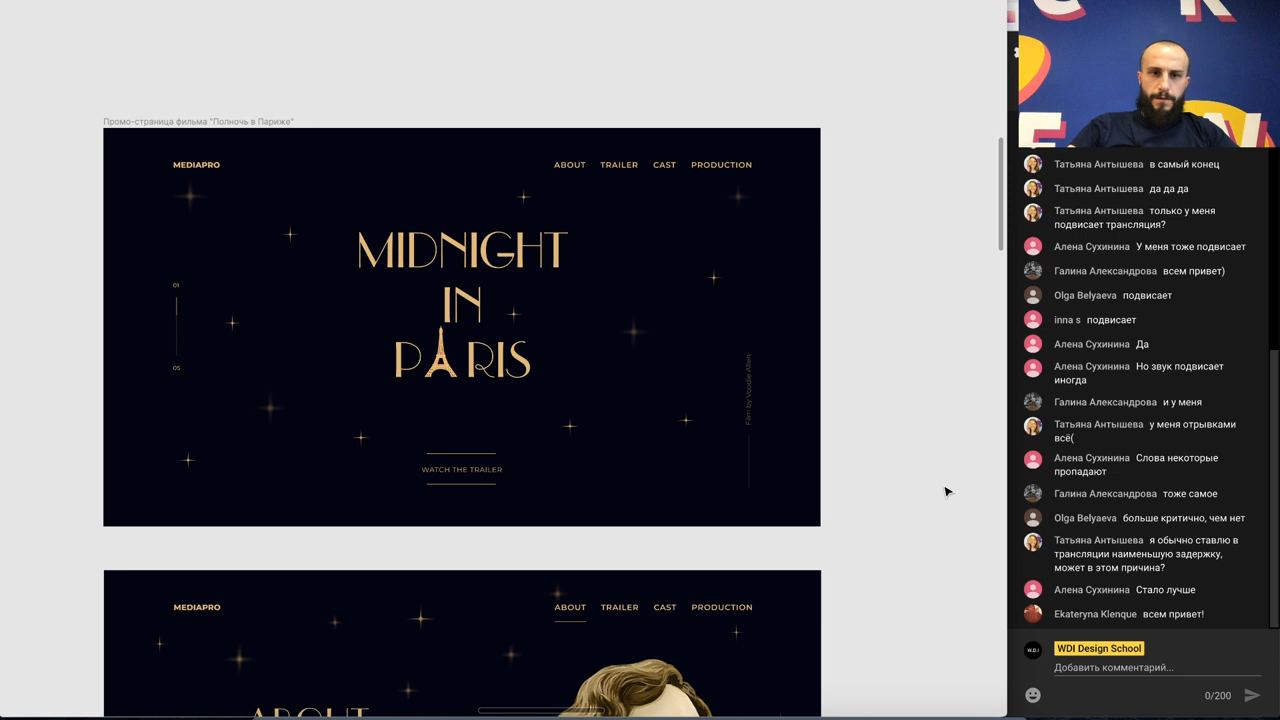 Промо-страница фильма "Полночь в Париже"
MEDIAPRO
ABOUT TRAILER CAST PRODUCTION
MIDNIGHT
IN
PARIS
01
05
Film by Voodie Allen
WATCH THE TRAILER
MEDIAPRO
ABOUT TRAILER CAST PRODUCTION
ABOUT
Татьяна Антышева в самый конец
Татьяна Антышева да да да
Татьяна Антышева только у меня
подвисает трансляция?
Алена Сухинина У меня тоже подвисает
Галина Александрова всем привет)
Olga Belyaeva подвисает
inna s подвисает
Алена Сухинина Да
Алена Сухинина Но звук подвисает
иногда
Галина Александрова и у меня
Татьяна Антышева у меня отрывками
всё(
Алена Сухинина Слова некоторые
пропадают
Галина Александрова тоже самое
Olga Belyaeva больше критично, чем нет
Татьяна Антышева я обычно ставлю в
трансляции наименьшую задержку,
может в этом причина?
Алена Сухинина Стало лучше
Ekateryna Klenque всем привет!
W.D.I
WDI Design School
Добавить комментарий...
0/200